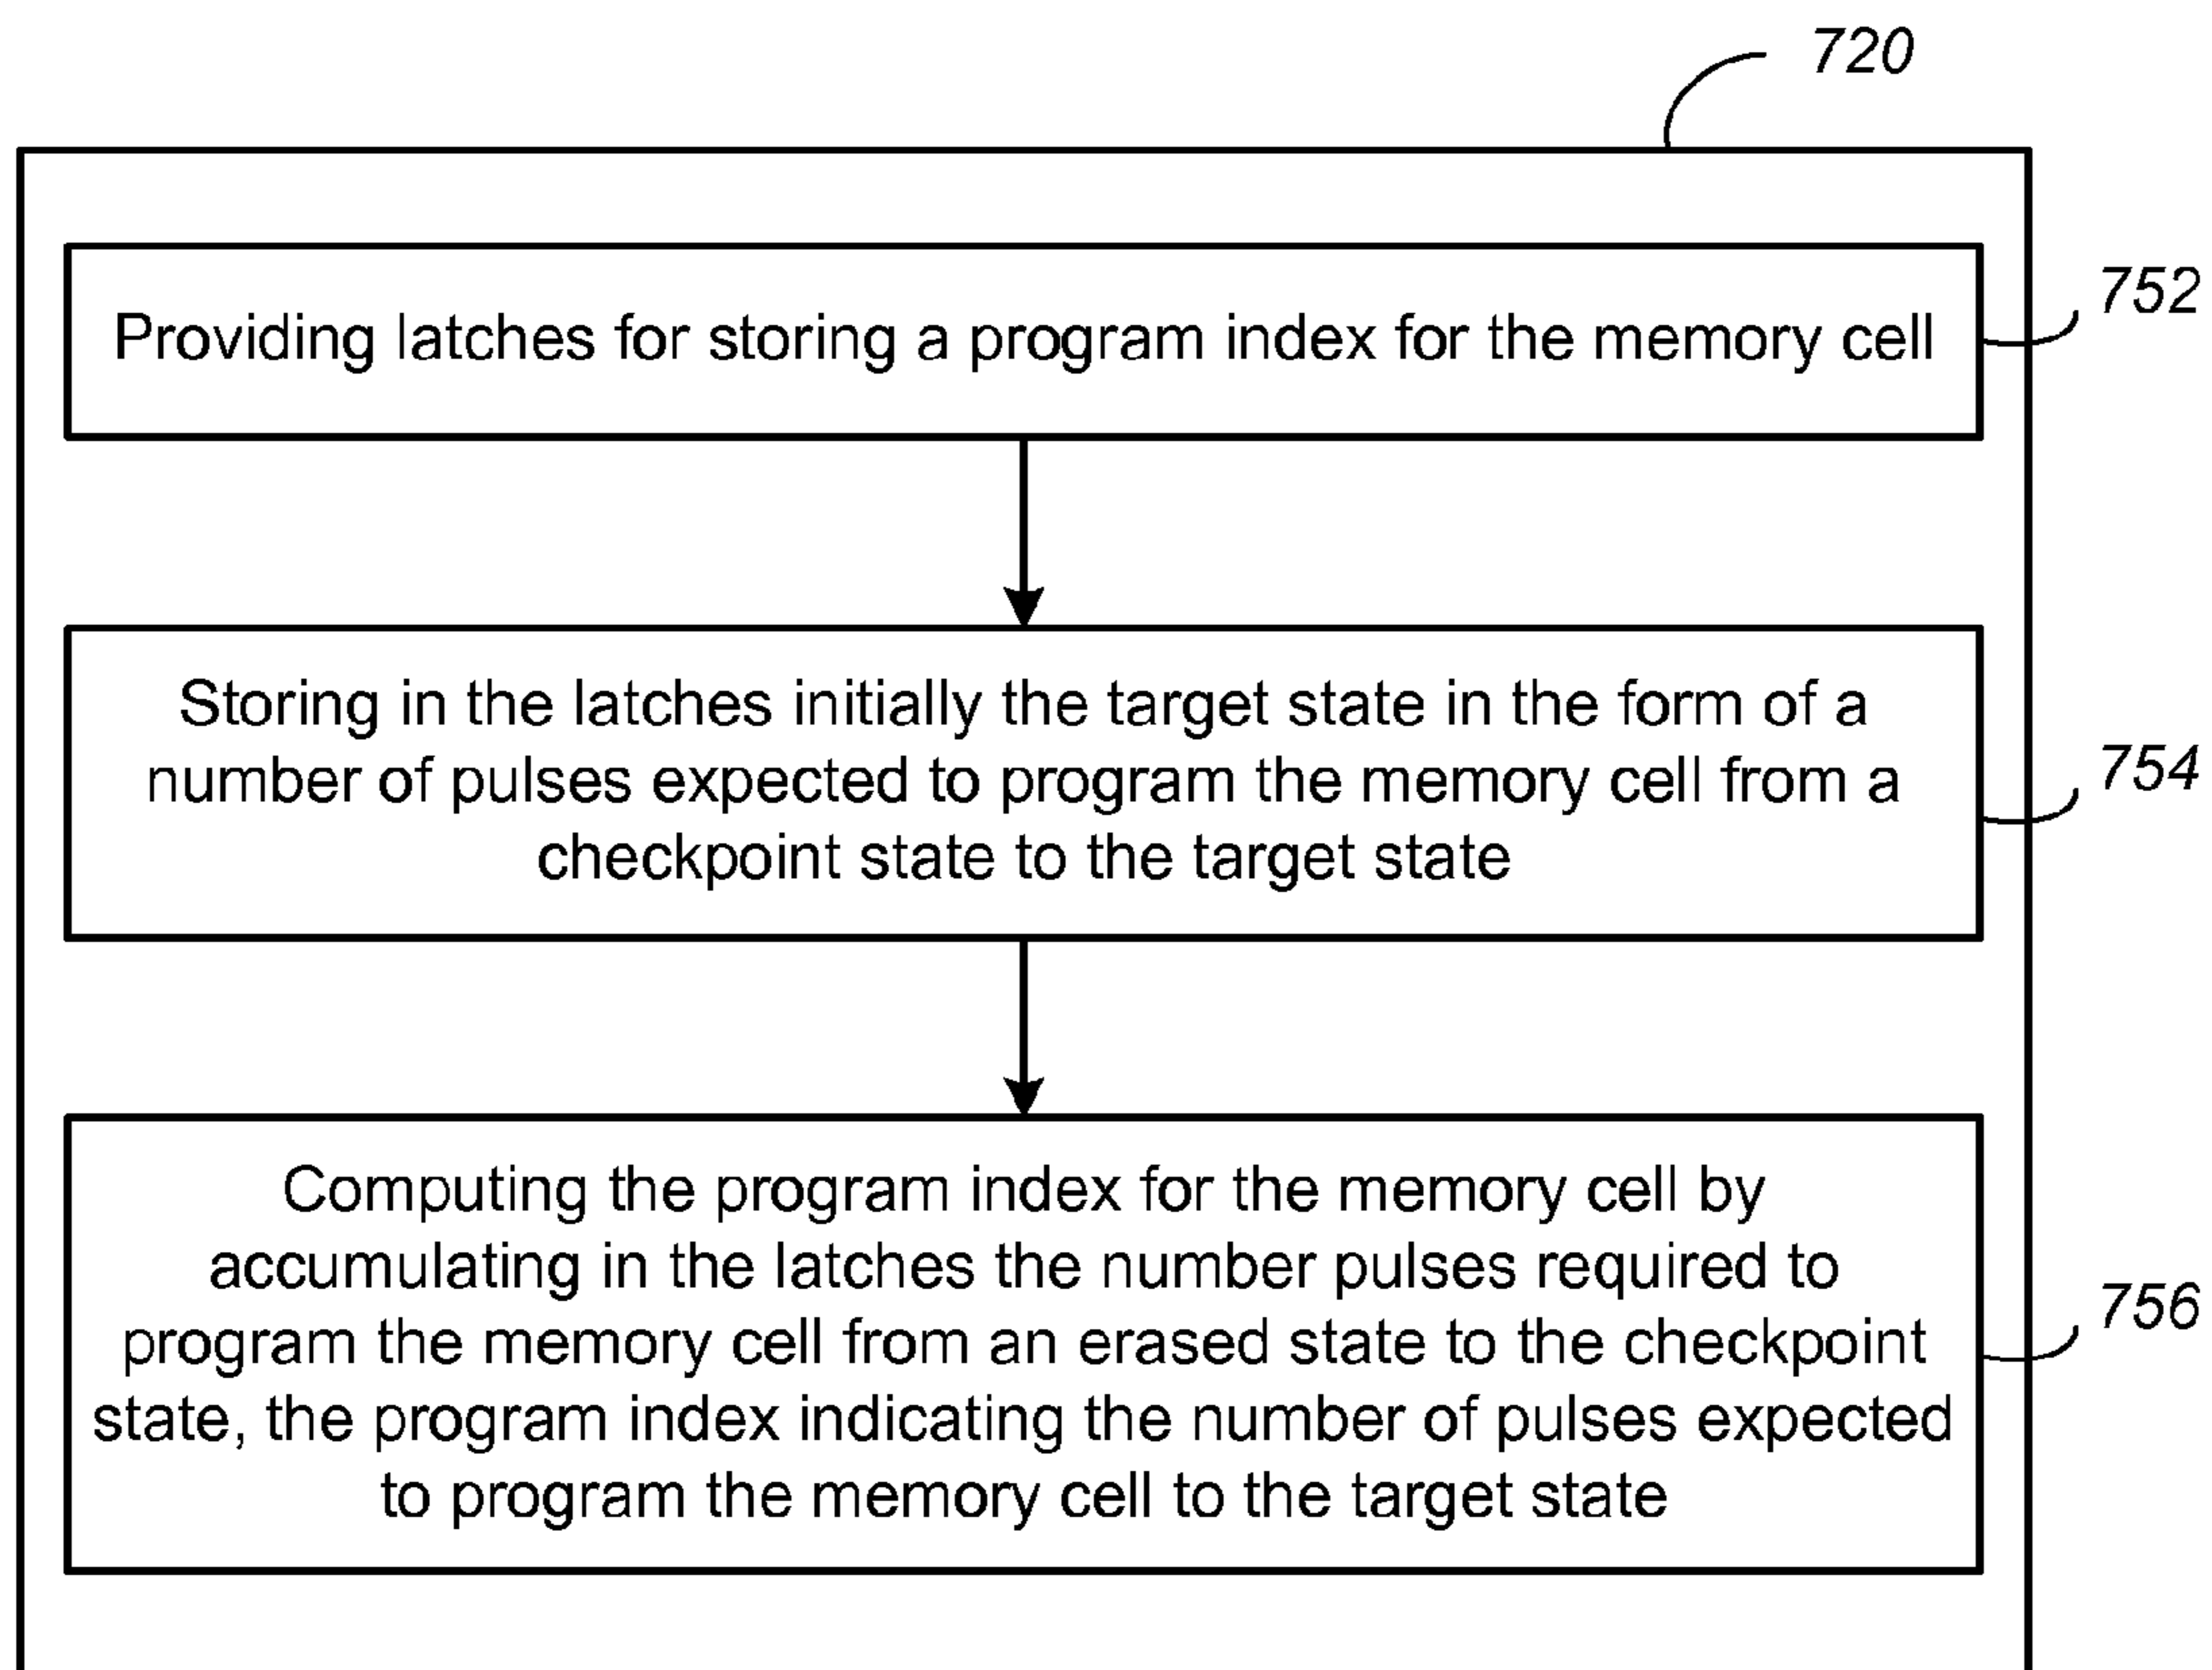 720
Providing latches for storing a program index for the memory cell
752
Storing in the latches initially the target state in the form of a
number of pulses expected to program the memory cell from a
checkpoint state to the target state
754
Computing the program index for the memory cell by
accumulating in the latches the number pulses required to
program the memory cell from an erased state to the checkpoint
state, the program index indicating the number of pulses expected
to program the memory cell to the target state
756